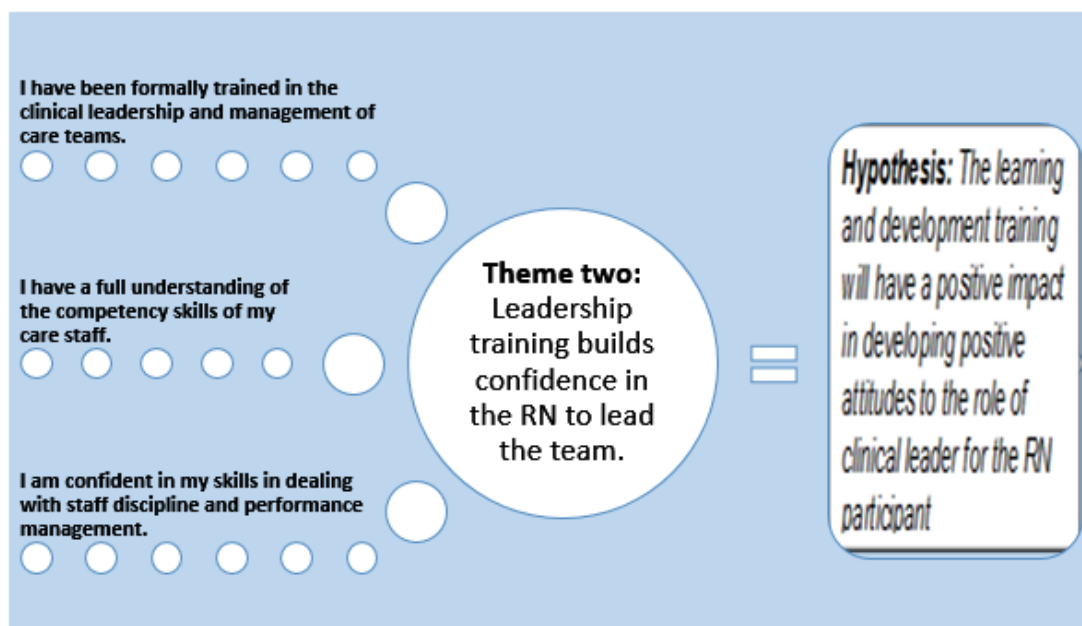 I have been formally trained in the
clinical leadership and management of
care teams.
I have a full understanding of
the competency skills of my
care staff.
I am confident in my skills in dealing
with staff discipline and performance
management.
Theme two:
Leadership
training builds
confidence in
the RN to lead
the team.
Hypothesis: The learning
and development training
will have a positive impact
in developing positive
attitudes to the role of
clinical leader for the RN
participant